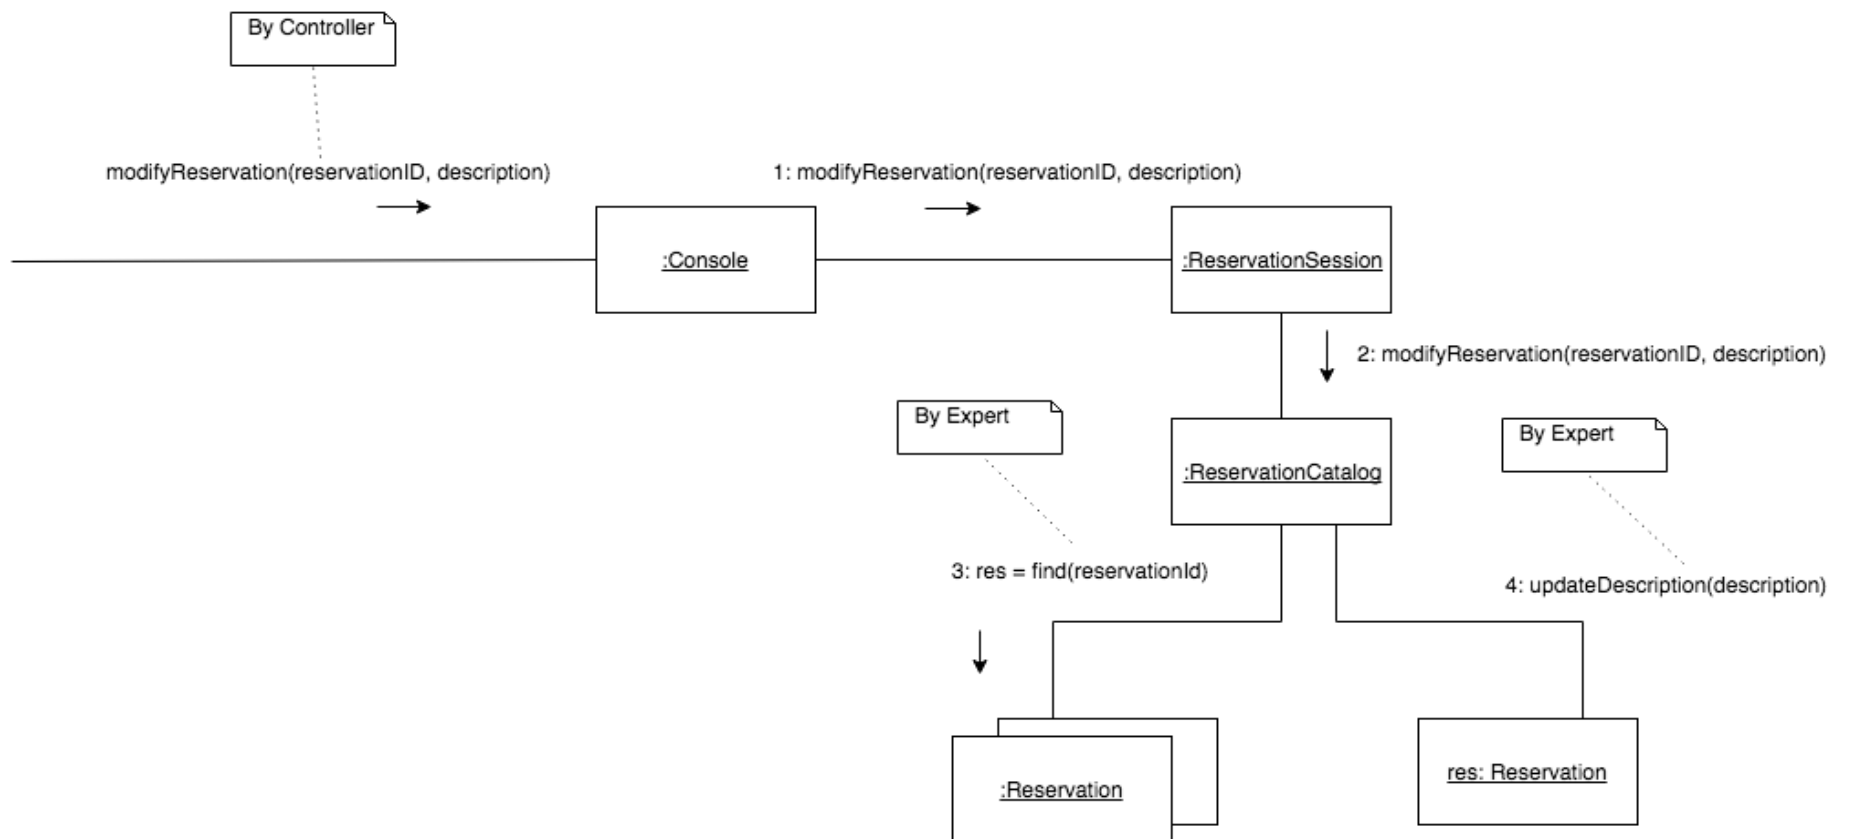 By Controller
modifyReservation(reservationID, description)
1: modifyReservation(reservationID, description)
:Console
:ReservationSession
2: modifyReservation(reservationID, description)
By Expert
By Expert
:ReservationCatalog
3: res = find(reservationId)
4: updateDescription(description)
:Reservation
res: Reservation